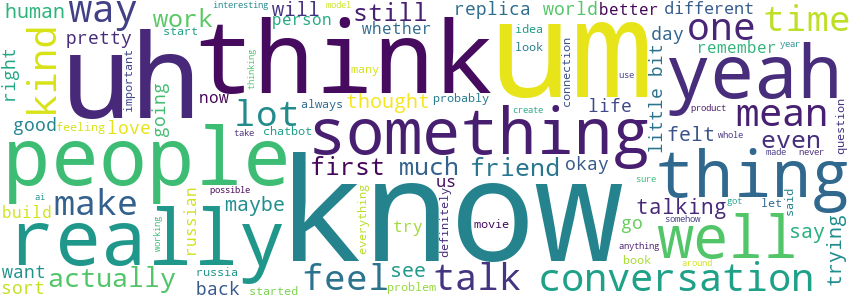 human
way
work
will
still
person
whether
interesting
start
model
many
replica
idea
look
world
better
day
different
remember
one
time
right
kind
pretty
important
uh
think
um
thinking
connection
use
yeah
year
going
now
always
thought
probably
life
create
little bit
product
mean
good
feeling
love
lot
take
chatbot
something
felt
whole
even
made
never
question
people
first
much
friend
okay
thing
possible
us
know
sure
ai
make
build
russian
maybe
everything
try
definitely
movie
go
talking
somehow
anything
got
let
said
say
really
well
trying
want
sort
actually
working
russia
back
started
feel
see
problem
talk
conversation
book
around